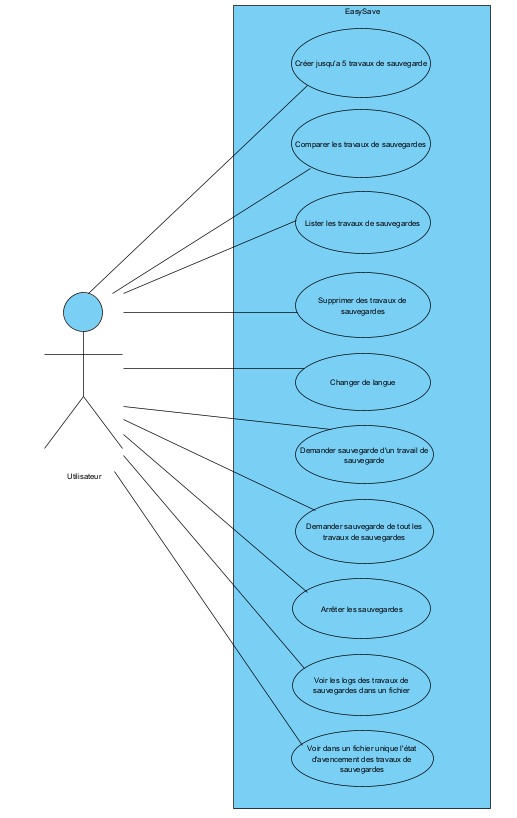 EasySave
Créer jusqu'a 5 travaux de sauvegarde
Comparer les travaux de sauvegardes
Lister les travaux de sauvegardes
Supprimer des travaux de
sauvegardes
Changer de langue
Demander sauvegarde d'un travail de
sauvegarde
Utilisateur
Demander sauvegarde de tout les
travaux de sauvegardes
Arrêter les sauvegardes
Voir les logs des travaux de
sauvegardes dans un fichier
Voir dans un fichier unique l'état
d'avencement des travaux de
sauvegardes